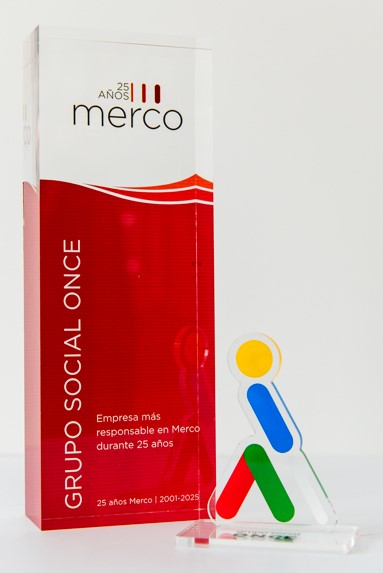 25
AÑOS
merco
GRUPO SOCIAL ONCE
Empresa más
responsable en Merco
durante 25 años
25 años Merco | 2001-2025